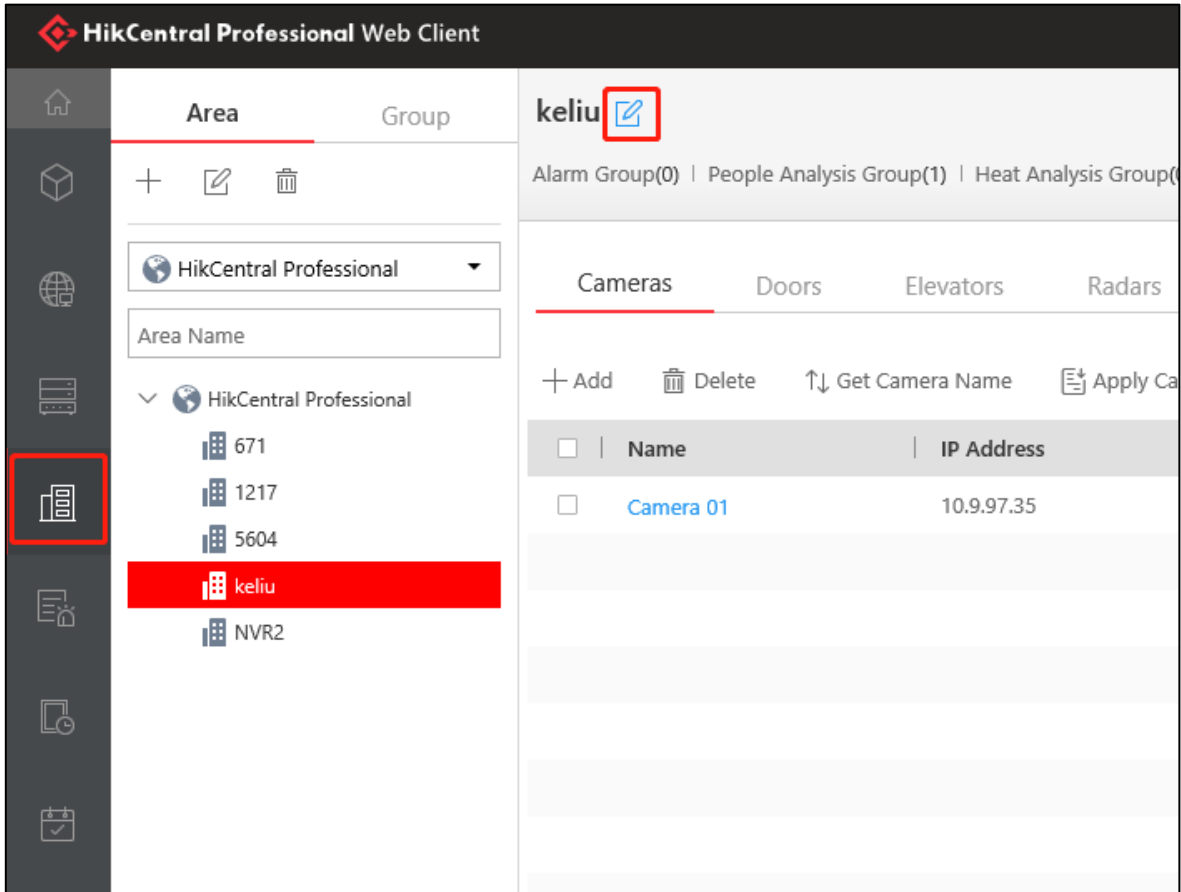 HikCentral Professional Web Client
Area
Group
keliu
Alarm Group(0) | People Analysis Group(1) | Heat Analysis Group(
HikCentral Professional
Area Name
HikCentral Professional
671
1217
5604
keliu
NVR2
Cameras
Doors
Elevators
Radars
Add
Delete
Get Camera Name
Apply Ca
Name
IP Address
Camera 01
10.9.97.35